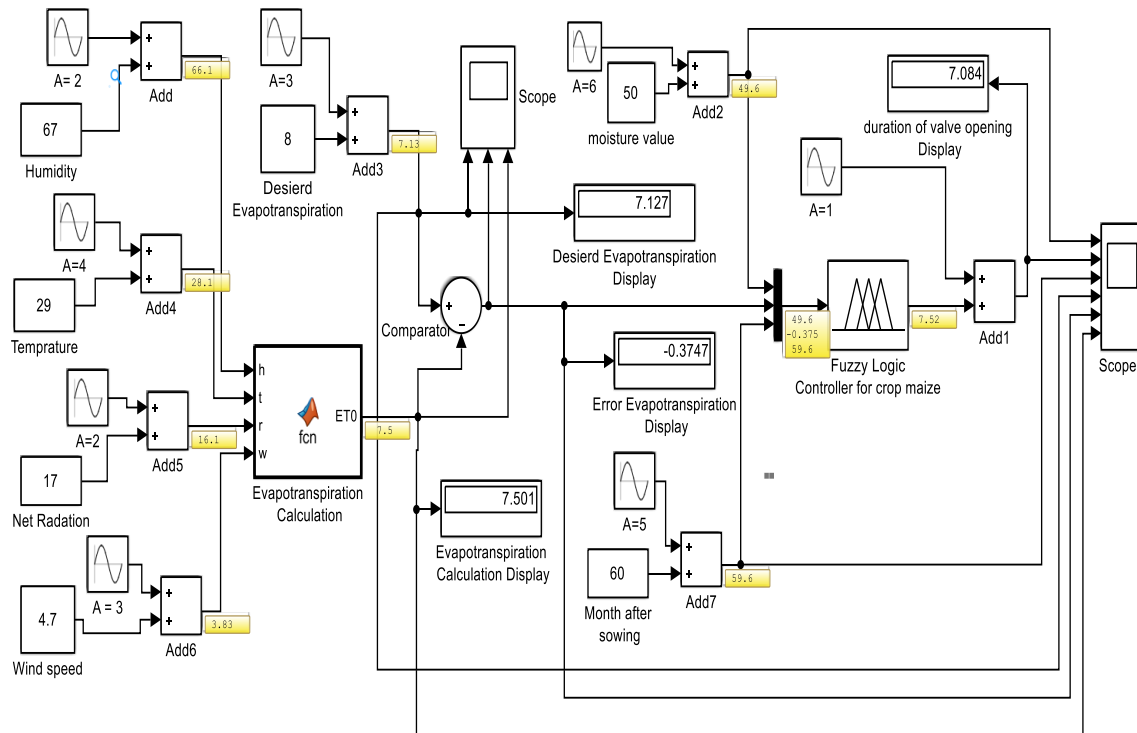 A= 2
Add
66.1
67
Humidity
A=4
Add4
28.1
29
Temprature
A=2
Add5
16.1
17
Net Radation
A = 3
Add6
3.83
4.7
Wind speed
A=3
8
Desierd
Evapotranspiration
Add3
7.13
h
t
r
w
fcn
ET0
Evapotranspiration
Calculation
7.5
7.501
Evapotranspiration
Calculation Display
Scope
7.127
Desierd Evapotranspiration
Display
Comparator
+
−
-0.3747
Error Evapotranspiration
Display
A=6
50
moisture value
Add2
49.6
A=5
60
Month after
sowing
Add7
59.6
49.6
-0.375
59.6
Fuzzy Logic
Controller for crop maize
7.52
A=1
Add1
7.084
duration of valve opening
Display
Scope